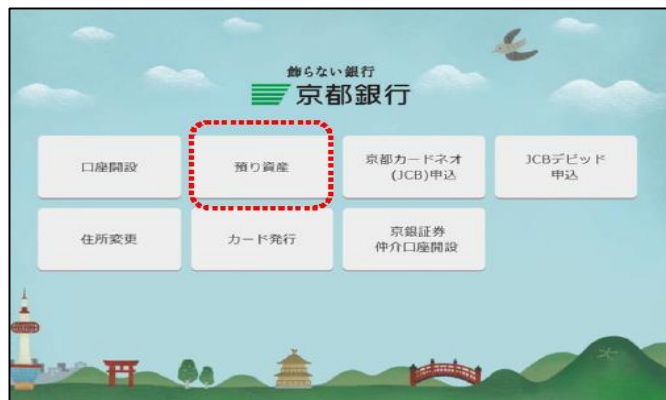 飾らない銀行
京都銀行
口座開設
預り資産
京都カードネオ
(JCB)申込
JCBデビッド
申込
住所変更
カード発行
京銀証券
仲介口座開設